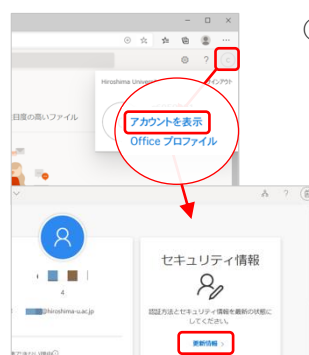 Hiroshima Univers
インアウト
アカウントを表示
Office プロファイル
目度の高いファイル
セキュリティ情報
4
hiroshima-u.ac.jp
認証方法とセキュリティ情報を最新の状態に
してください。
更新情報 >